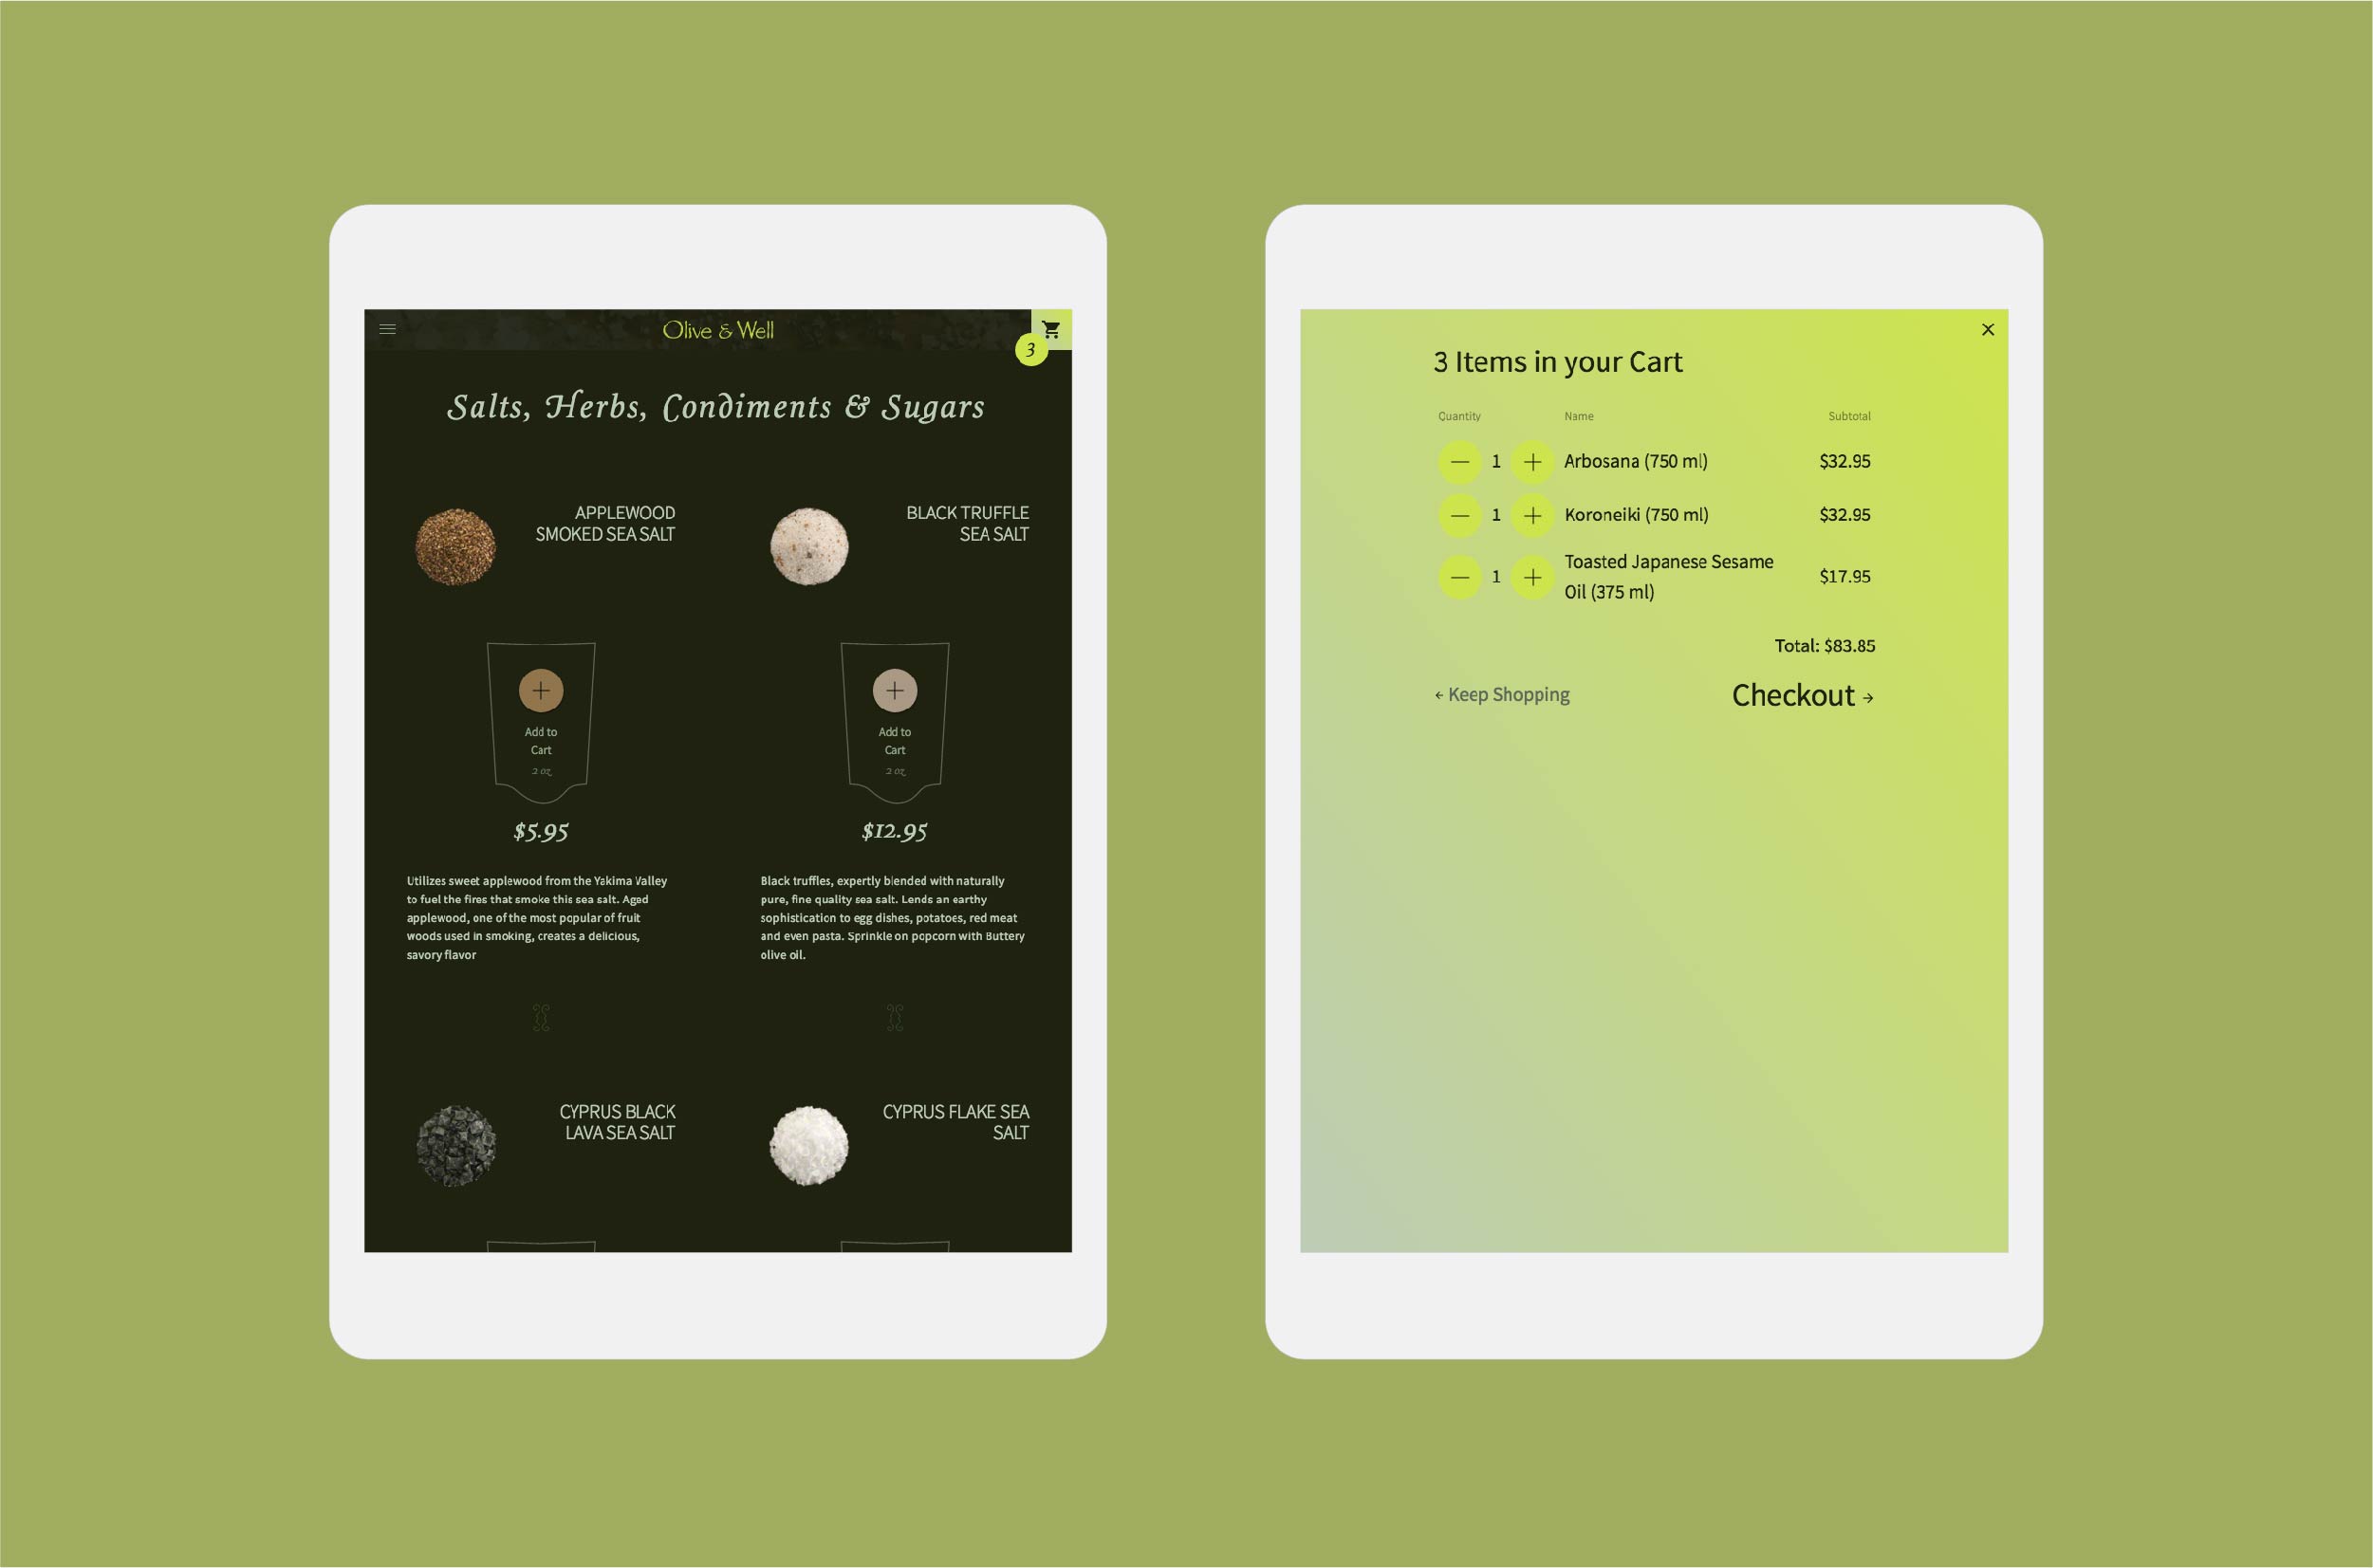 Olive & Well
3
Salts, Herbs, Condiments & Sugars
APPLEWOOD
SMOKED SEA SALT
BLACK TRUFFLE
SEA SALT
Add to
Cart
2 oz
Add to
Cart
2 oz
$5.95
$12.95
Utilizes sweet applewood from the Yakima Valley
to fuel the fires that smoke this sea salt. Aged
applewood, one of the most popular of fruit
woods used in smoking, creates a delicious,
savory flavor
Black truffles, expertly blended with naturally
pure, fine quality sea salt. Lends an earthy
sophistication to egg dishes, potatoes, red meat
and even pasta. Sprinkle on popcorn with Buttery
olive oil.
CYPRUS BLACK
LAVA SEA SALT
CYPRUS FLAKE SEA
SALT
3 Items in your Cart
Quantity Name Subtotal
1 Arbosana (750 ml) $32.95
1 Koroneiki (750 ml) $32.95
1 Toasted Japanese Sesame
Oil (375 ml) $17.95
Total: $83.85
← Keep Shopping
Checkout →